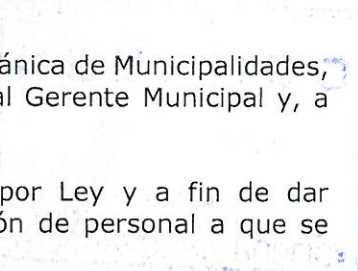 ánica de Municipalidades,
al Gerente Municipal y, a
por Ley y a fin de dar
ón de personal a que se